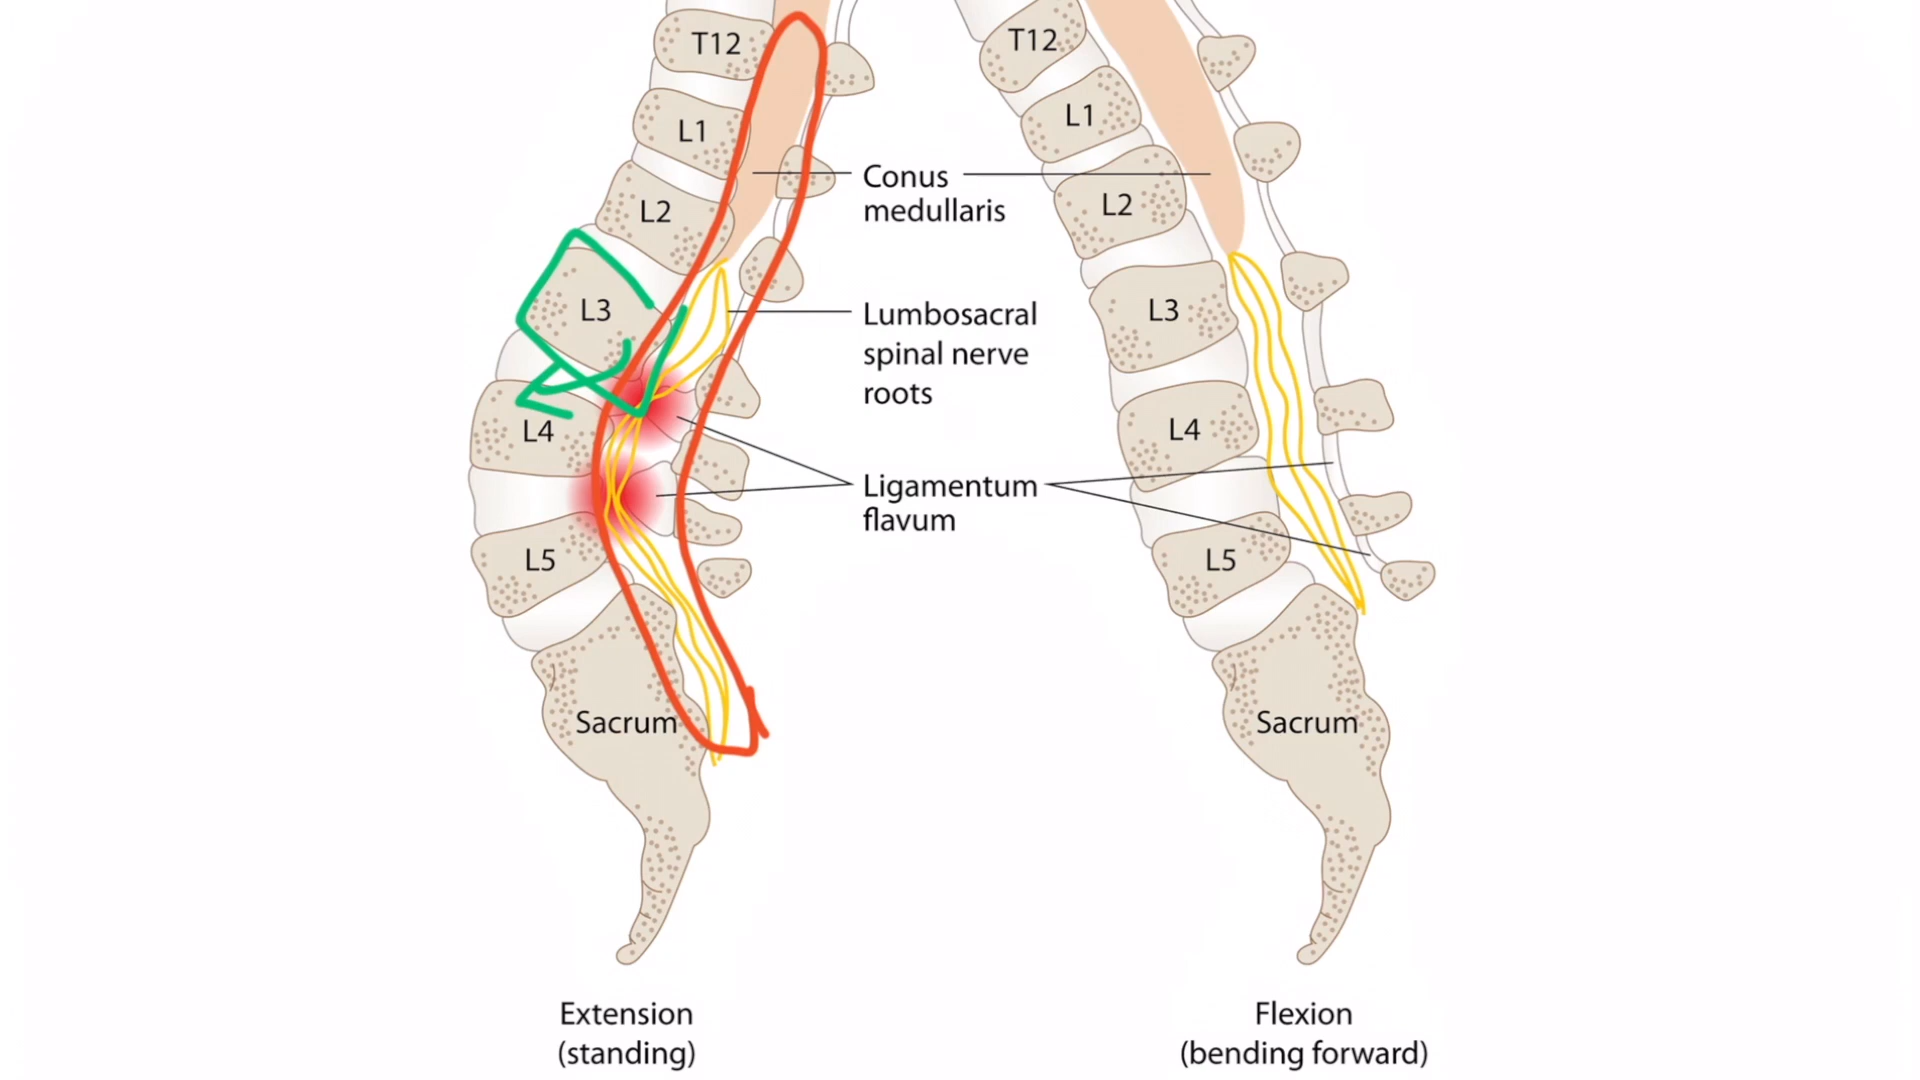 T12
L1
L2
L3
L4
L5
Sacrum
Conus
medullaris
Lumbosacral
spinal nerve
roots
Ligamentum
flavum
T12
L1
L2
L3
L4
L5
Sacrum
Extension
(standing)
Flexion
(bending forward)